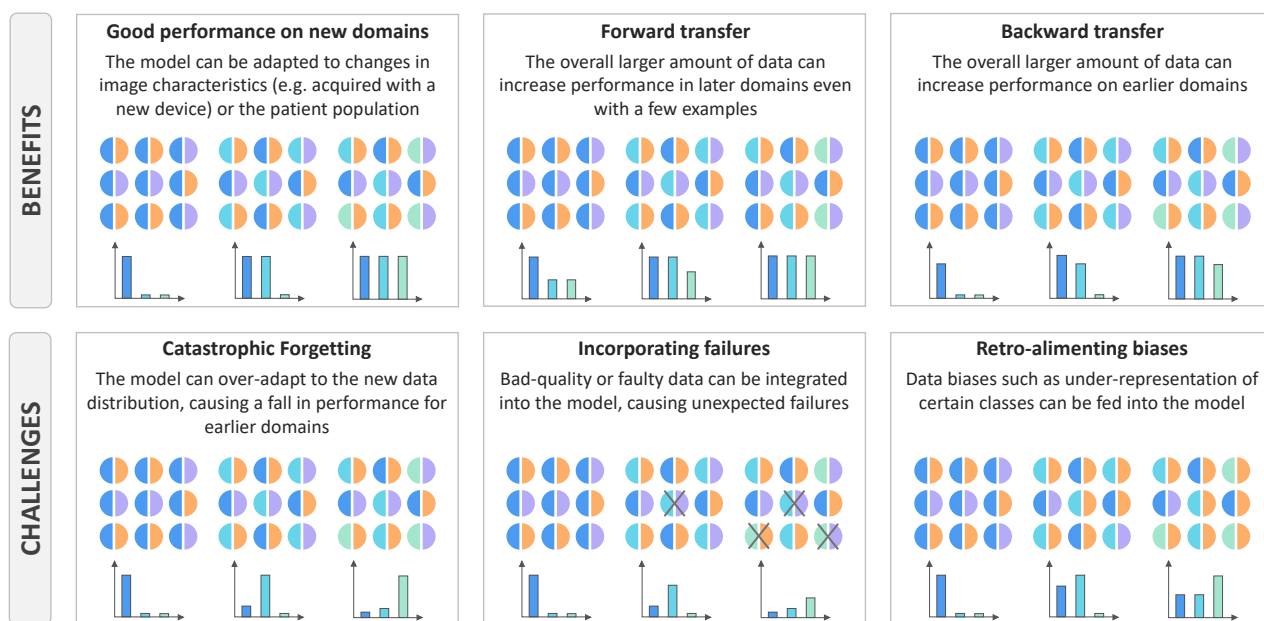 BENEFITS
Good performance on new domains
The model can be adapted to changes in
image characteristics (e.g. acquired with a
new device) or the patient population
Forward transfer
The overall larger amount of data can
increase performance in later domains even
with a few examples
Backward transfer
The overall larger amount of data can
increase performance on earlier domains
CHALLENGES
Catastrophic Forgetting
The model can over-adapt to the new data
distribution, causing a fall in performance for
earlier domains
Incorporating failures
Bad-quality or faulty data can be integrated
into the model, causing unexpected failures
Retro-alimenting biases
Data biases such as under-representation of
certain classes can be fed into the model